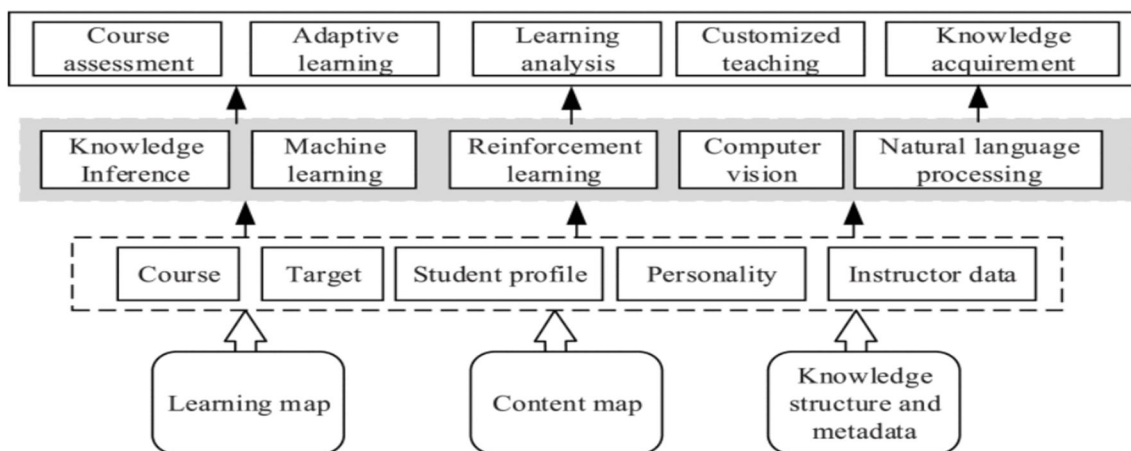 Course
assessment
Adaptive
learning
Learning
analysis
Customized
teaching
Knowledge
acquirement
Knowledge
Inference
Machine
learning
Reinforcement
learning
Computer
vision
Natural language
processing
Course
Target
Student profile
Personality
Instructor data
Learning map
Content map
Knowledge
structure and
metadata